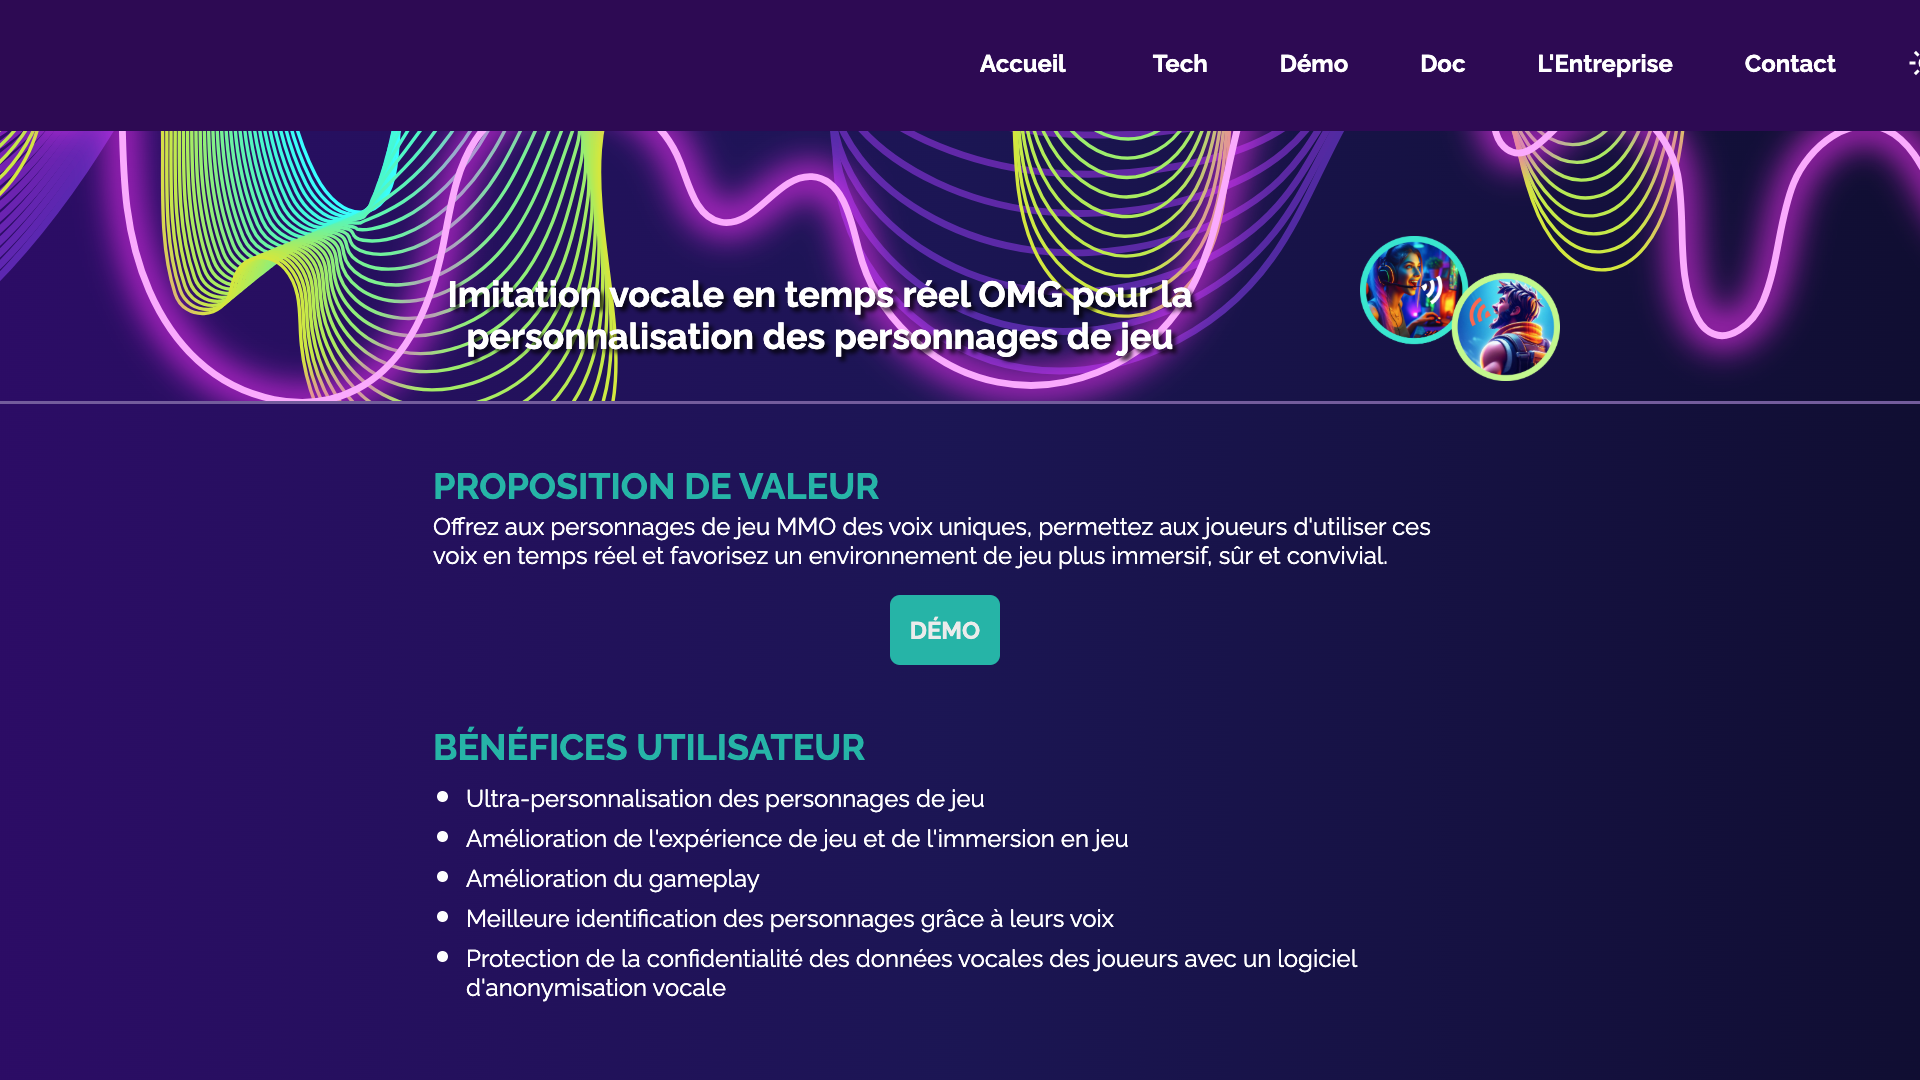 Accueil Tech Démo Doc L'Entreprise Contact
Imitation vocale en temps réel OMG pour la
personnalisation des personnages de jeu
PROPOSITION DE VALEUR
Offrez aux personnages de jeu MMO des voix uniques, permettez aux joueurs d'utiliser ces
voix en temps réel et favorisez un environnement de jeu plus immersif, sûr et convivial.
DÉMO
BÉNÉFICES UTILISATEUR
Ultra-personnalisation des personnages de jeu
Amélioration de l'expérience de jeu et de l'immersion en jeu
Amélioration du gameplay
Meilleure identification des personnages grâce à leurs voix
Protection de la confidentialité des données vocales des joueurs avec un logiciel
d'anonymisation vocale